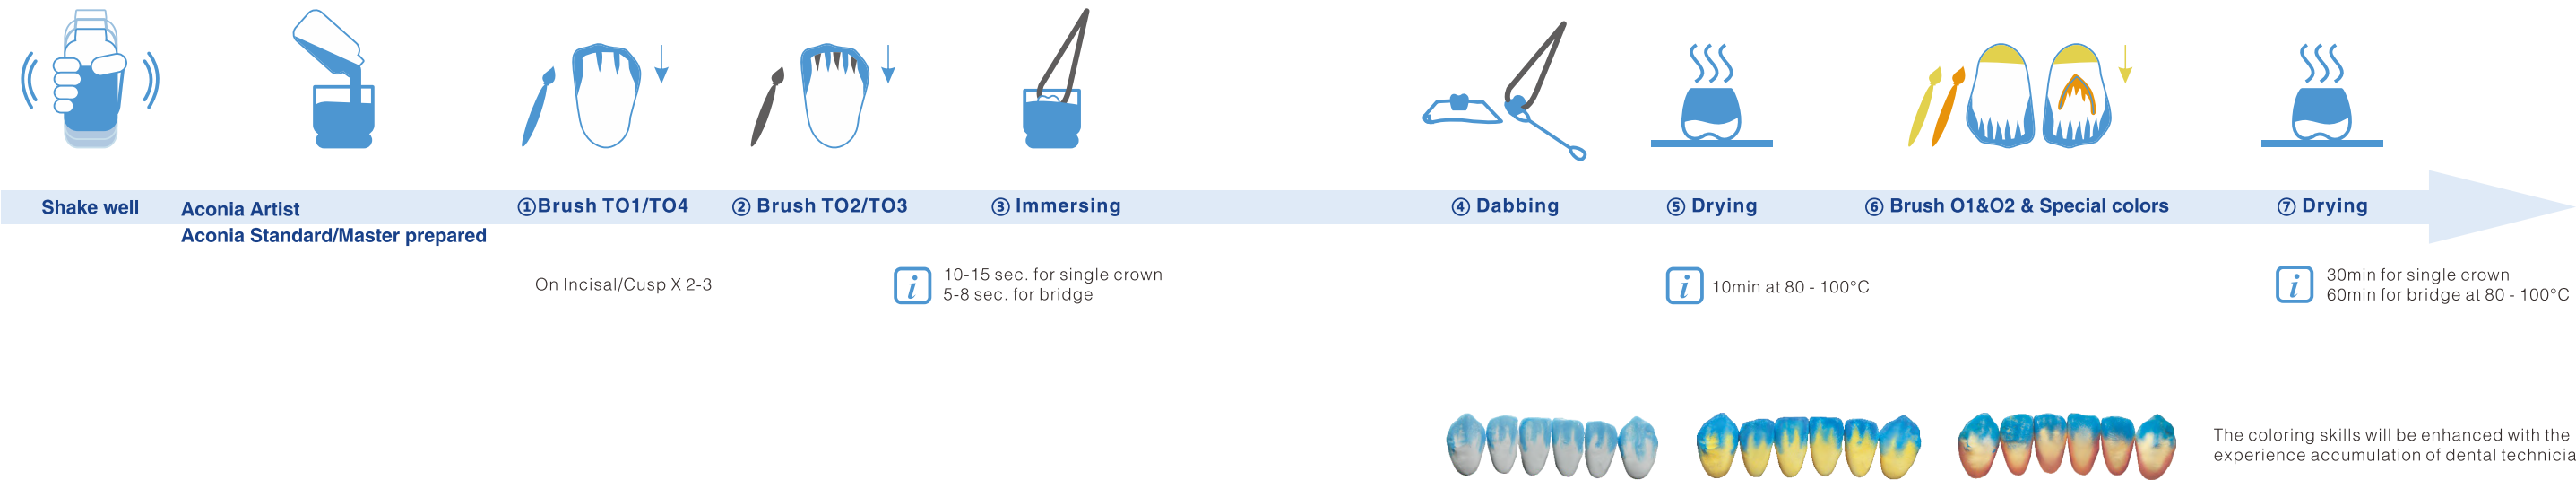 Shake well
Aconia Artist
Aconia Standard/Master prepared
①Brush TO1/TO4
② Brush TO2/TO3
③ Immersing
④ Dabbing
⑤ Drying
⑥ Brush O1&O2 & Special colors
⑦ Drying
On Incisal/Cusp X 2-3
i
10-15 sec. for single crown
5-8 sec. for bridge
i
10min at 80 - 100°C
i
30min for single crown
60min for bridge at 80 - 100°C
The coloring skills will be enhanced with the
experience accumulation of dental technicia